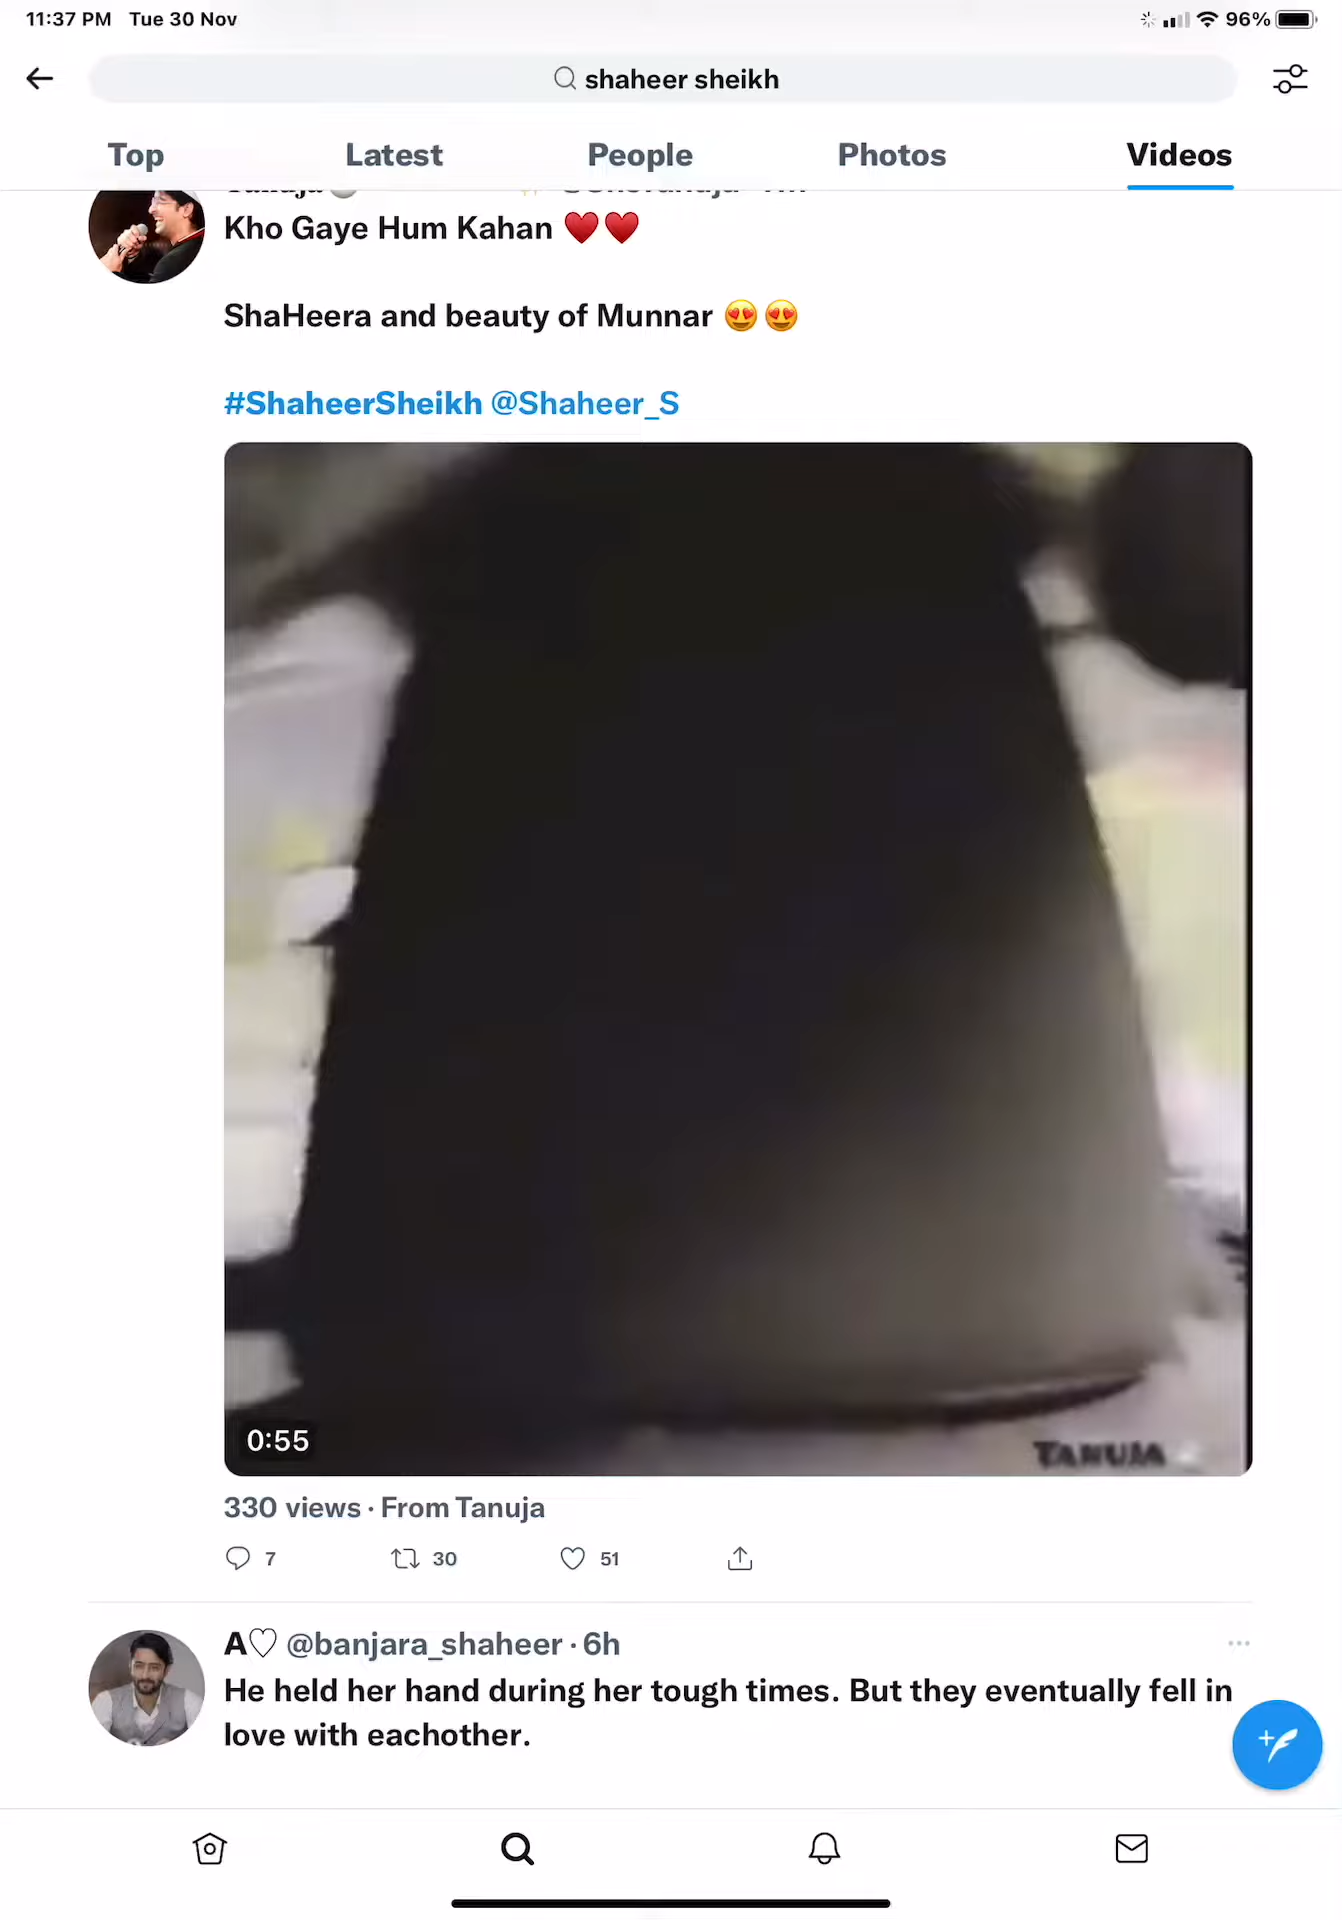 11:37 PM Tue 30 Nov
96%
shaheer sheikh
Top Latest People Photos Videos
Kho Gaye Hum Kahan ♥️♥️
ShaHeera and beauty of Munnar 😍😍
#ShaheerSheikh @Shaheer_S
0:55
TANUJA
330 views · From Tanuja
7 30 51
A♡ @banjara_shaheer · 6h
He held her hand during her tough times. But they eventually fell in
love with eachother.